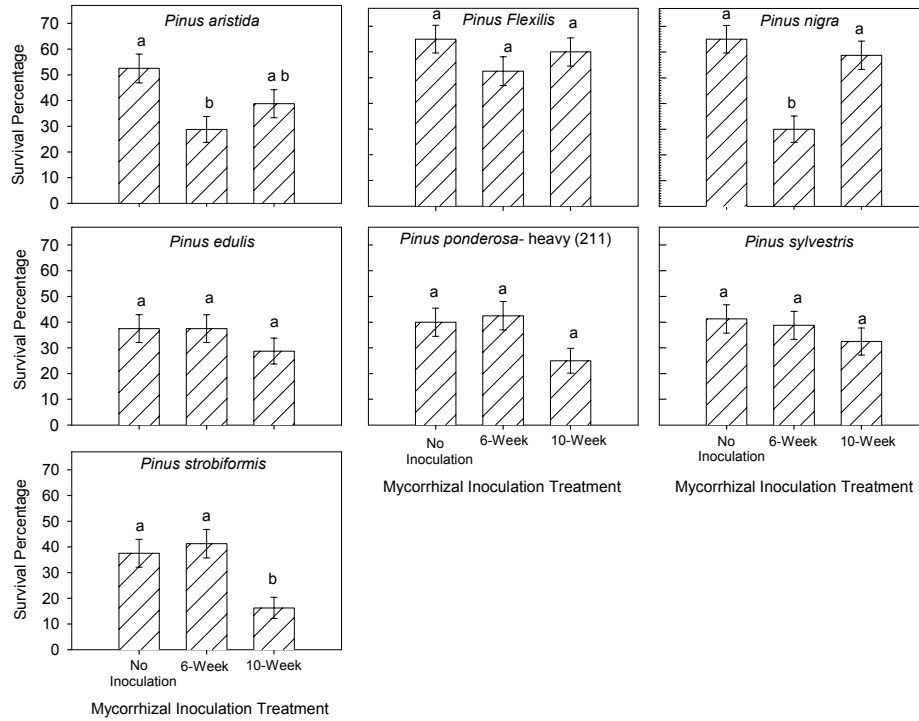 Pinus aristida
Survival Percentage
70
60
50
40
30
20
10
0
a
b
a b
Pinus Flexilis
a
a
a
Pinus nigra
a
b
a
Pinus edulis
Survival Percentage
70
60
50
40
30
20
10
0
a
a
a
Pinus ponderosa- heavy (211)
a
a
a
No
Inoculation
6-Week
10-Week
Mycorrhizal Inoculation Treatment
Pinus sylvestris
a
a
a
No
Inoculation
6-Week
10-Week
Mycorrhizal Inoculation Treatment
Pinus strobiformis
Survival Percentage
70
60
50
40
30
20
10
0
a
a
b
No
Inoculation
6-Week
10-Week
Mycorrhizal Inoculation Treatment